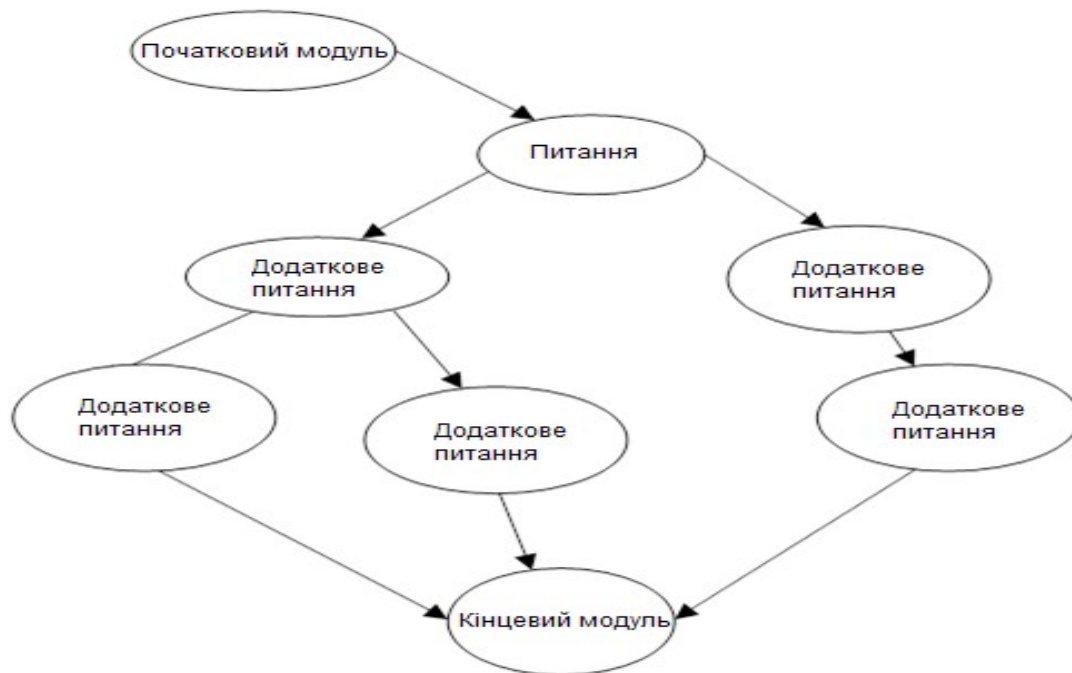 Початковий модуль
Питання
Додаткове
питання
Додаткове
питання
Додаткове
питання
Додаткове
питання
Додаткове
питання
Кінцевий модуль